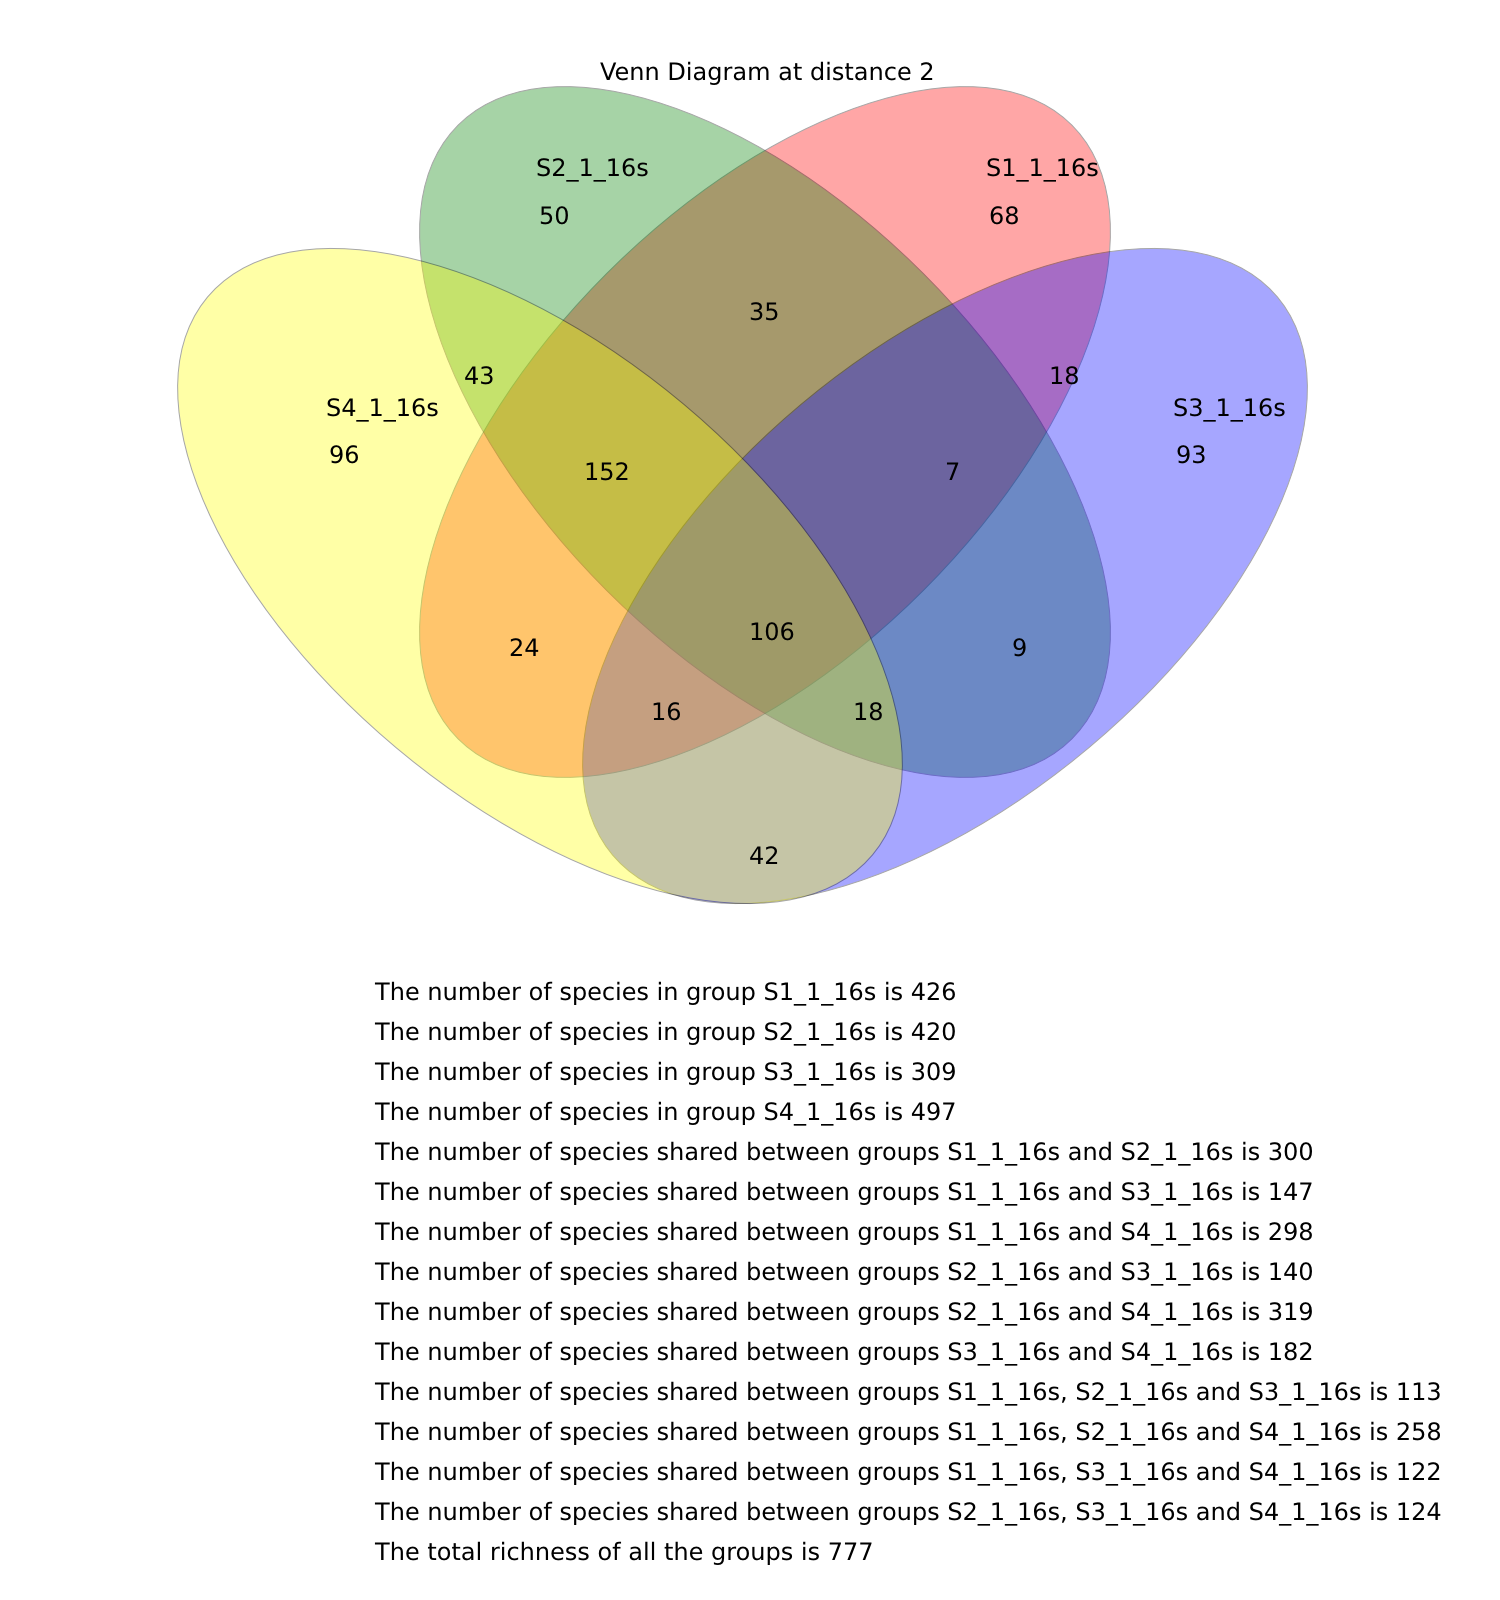 Venn Diagram at distance 2
S2_1_16s
S1_1_16s
50
68
35
43
18
S4_1_16s
S3_1_16s
96
93
152
7
106
24
9
16
18
42
The number of species in group S1_1_16s is 426
The number of species in group S2_1_16s is 420
The number of species in group S3_1_16s is 309
The number of species in group S4_1_16s is 497
The number of species shared between groups S1_1_16s and S2_1_16s is 300
The number of species shared between groups S1_1_16s and S3_1_16s is 147
The number of species shared between groups S1_1_16s and S4_1_16s is 298
The number of species shared between groups S2_1_16s and S3_1_16s is 140
The number of species shared between groups S2_1_16s and S4_1_16s is 319
The number of species shared between groups S3_1_16s and S4_1_16s is 182
The number of species shared between groups S1_1_16s, S2_1_16s and S3_1_16s is 113
The number of species shared between groups S1_1_16s, S2_1_16s and S4_1_16s is 258
The number of species shared between groups S1_1_16s, S3_1_16s and S4_1_16s is 122
The number of species shared between groups S2_1_16s, S3_1_16s and S4_1_16s is 124
The total richness of all the groups is 777